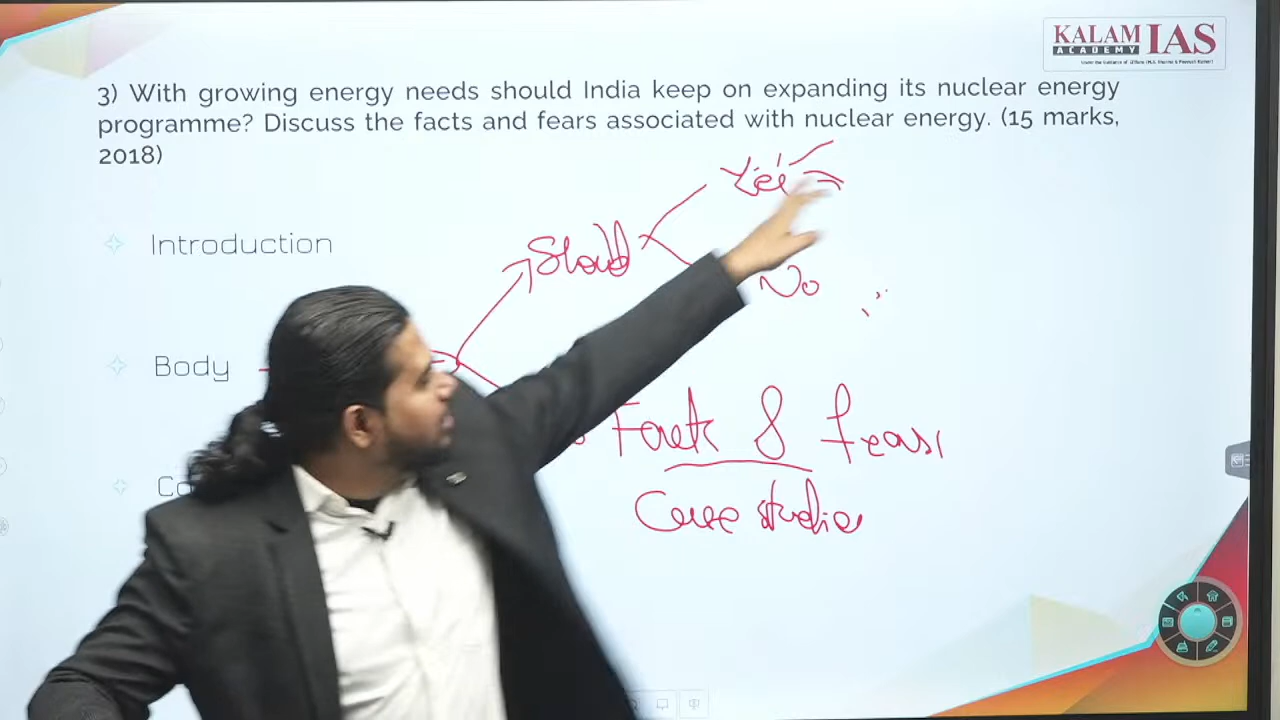 KALAM IAS
ACADEMY
3) With growing energy needs should India keep on expanding its nuclear energy
programme? Discuss the facts and fears associated with nuclear energy. (15 marks,
2018)
Yes
Introduction
Should
No
Body
Facts & fears
Case studies